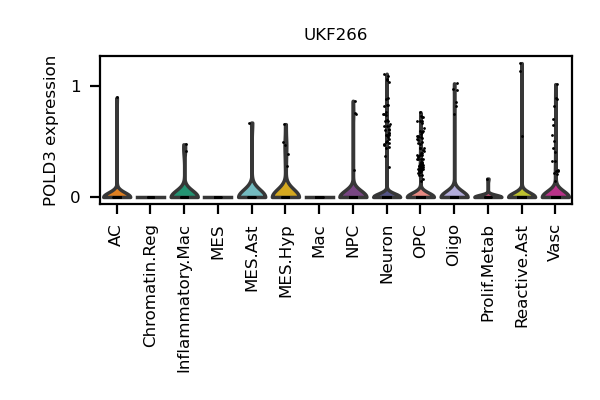 UKF266
POLD3 expression
1
0
AC
Chromatin.Reg
Inflammatory.Mac
MES
MES.Ast
MES.Hyp
Mac
NPC
Neuron
OPC
Oligo
Prolif.Metab
Reactive.Ast
Vasc